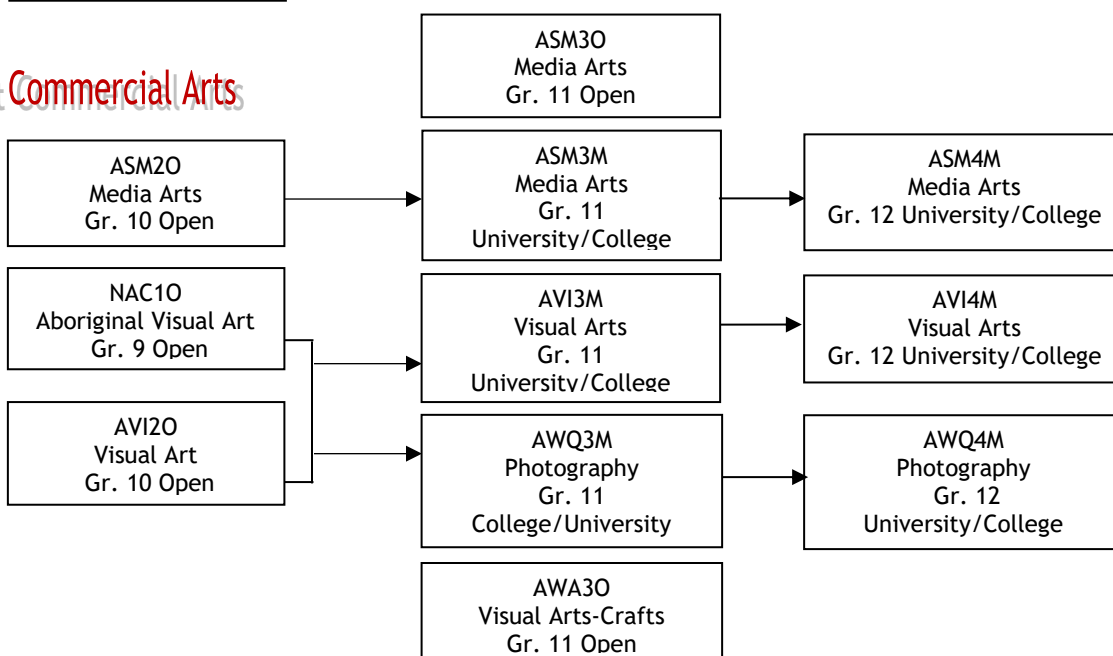 Commercial Arts
ASM3O
Media Arts
Gr. 11 Open
ASM2O
Media Arts
Gr. 10 Open
ASM3M
Media Arts
Gr. 11
University/College
ASM4M
Media Arts
Gr. 12 University/College
NAC1O
Aboriginal Visual Art
Gr. 9 Open
AVI3M
Visual Arts
Gr. 11
University/College
AVI4M
Visual Arts
Gr. 12 University/College
AVI2O
Visual Art
Gr. 10 Open
AWQ3M
Photography
Gr. 11
College/University
AWQ4M
Photography
Gr. 12
University/College
AWA3O
Visual Arts-Crafts
Gr. 11 Open